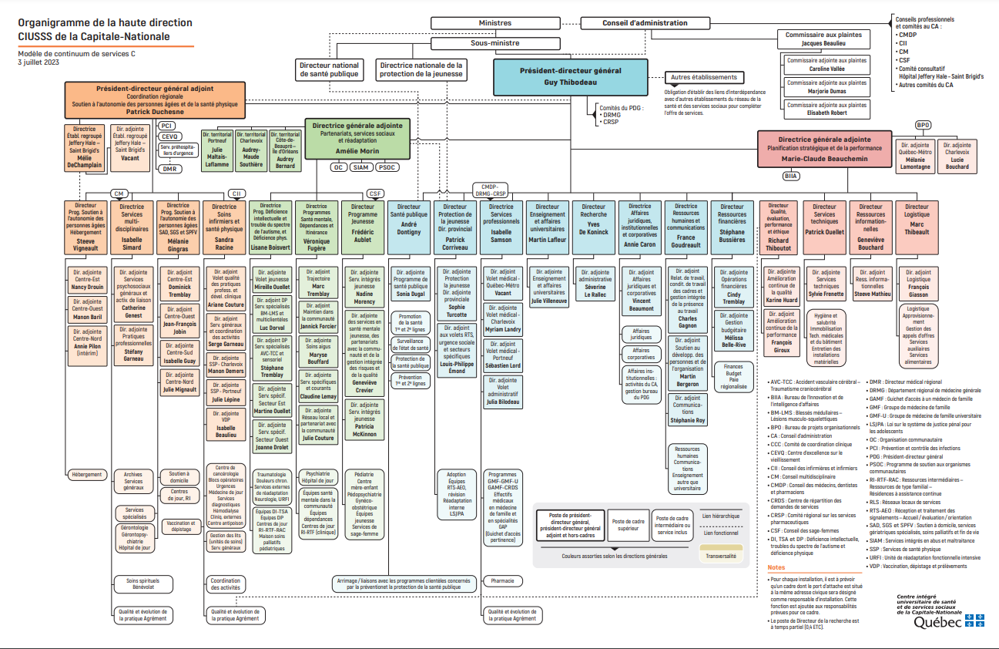 Organigramme de la haute direction
CIUSSS de la Capitale-Nationale
Modèle de continuum de services C
3 juillet 2023
Ministres
Conseil d'administration
Sous-ministre
Directeur national
de santé publique
Directrice nationale de la
protection de la jeunesse
Président-directeur général
Guy Thibodeau
Autres établissements
Obligation d'établir des liens d'interdépendance
avec d'autres établissements du réseau de la
santé et des services sociaux pour compléter
l'offre de services.
Comités du PDG :
• DRMG
• CRSP
Commissaire aux plaintes
Jacques Beaulieu
Commissaire adjointe aux plaintes
Caroline Vallée
Commissaire adjointe aux plaintes
Marjorie Dumas
Commissaire adjointe aux plaintes
Elisabeth Robert
Conseils professionnels
et comités au CA :
• CMDP
• CII
• CM
• CSF
• Comité consultatif
Hôpital Jeffery Hale – Saint Brigid's
• Autres comités du CA
Président-directeur général adjoint
Coordination régionale
Soutien à l'autonomie des personnes âgées et de la santé physique
Patrick Duchesne
Directrice
Établ. regroupé
Jeffery Hale –
Saint Brigid's
Mélie
DeChamplain
Dir. adjointe
Établ. regroupé
Jeffery Hale –
Saint Brigid's
Vacant
PCI
CEVQ
Serv. préhospita-
liers d'urgence
DMR
Dir. territorial
Portneuf
Julie
Maltais-
Laflamme
Dir. territorial
Charlevoix
Audrey-
Maude
Southière
Dir. territorial
Côte-de-
Beaupré –
île d'Orléans
Audrey
Bernard
Directrice générale adjointe
Partenariats, services sociaux
et réadaptation
Amélie Morin
OC
SIAM
PSOC
Directrice générale adjointe
Planification stratégique et de la performance
Marie-Claude Beauchemin
BIIA
BPO
Dir. adjointe
Québec-Métro
Mélanie
Lamontagne
Dir. adjointe
Charlevoix
Lucie
Bouchard
CM
CII
CSF
CMDP-
DRMG-CRSP
Directeur
Prog. Soutien à
l'autonomie des
personnes âgées
Hébergement
Steeve
Vigneault
Directrice
Services
multi-
disciplinaires
Isabelle
Simard
Directrice
Prog. Soutien à
l'autonomie des
personnes âgées
SAD, SGS et SPFV
Mélanie
Gingras
Directrice
Soins
infirmiers et
santé physique
Sandra
Racine
Directrice
Prog. Déficience
intellectuelle et
trouble du spectre
de l'autisme, et
Déficience phys.
Lisane Boisvert
Directrice
Programmes
Santé mentale,
Dépendances et
Itinérance
Véronique
Fugère
Directeur
Programme
Jeunesse
Frédéric
Aublet
Directeur
Santé publique
André
Dontigny
Directeur
Protection de
la jeunesse
Dir. provincial
Patrick
Corriveau
Directrice
Services
professionnels
Isabelle
Samson
Directeur
Enseignement
et affaires
universitaires
Martin Lafleur
Directeur
Recherche
Yves
De Koninck
Directrice
Affaires
juridiques,
institutionnelles
et corporatives
Annie Caron
Directrice
Ressources
humaines et
communications
France
Goudreault
Directeur
Ressources
financières
Stéphane
Bussières
Directeur
Qualité,
évaluation,
performance
et éthique
Richard
Thiboutot
Directeur
Services
techniques
Patrick Ouellet
Directrice
Ressources
information-
nelles
Geneviève
Bouchard
Directeur
Logistique
Marc
Thibeault
Dir. adjointe
Centre-Est
Nancy Drouin
Dir. adjointe
Centre-Ouest
Manon Baril
Dir. adjointe
Centre-Nord
Annie Pilon
(intérim)
Hébergement
Dir. adjointe
Services
psychosociaux
généraux et
activ. de liaison
Catherine
Genest
Dir. adjointe
Pratiques
professionnelles
Stéfany
Garneau
Archives
Services
généraux
Services
spécialisés
Gérontologie
Gérontopsy-
chiatrie
Hôpital de jour
Soins spirituels
Bénévolat
Qualité et évolution de
la pratique Agrément
Dir. adjoint
Centre-Est
Dominick
Tremblay
Dir. adjoint
Centre-Ouest
Jean-François
Jobin
Dir. adjointe
Centre-Sud
Isabelle Guay
Dir. adjointe
Centre-Nord
Julie Mignault
Soutien à
domicile
Centres
de jour, RI
Vaccination et
dépistage
Dir. adjointe
Volet qualité
des pratiques
profess. et
dével. clinique
Ariane Couture
Dir. adjoint
Serv. généraux
et coordination
des activités
Serge Garneau
Dir. adjointe
SSP - Charlevoix
Manon Demers
Dir. adjointe
SSP - Portneuf
Julie Lépine
Dir. adjointe
VDP
Isabelle
Beaulieu
Centre de
cancérologie
Blocs opératoires
Urgences
Médecine de jour
Services
diagnostiques
Hémodialyse
Cliniq. externes
Centre antipoison
Gestion des lits
(unités de soins)
Serv. généraux
Coordination
des activités
Qualité et évolution de
la pratique Agrément
Dir. adjointe
Volet jeunesse
Mireille Ouellet
Dir. adjoint DP
Serv. spécialisés
BM-LMS et
multiclientèles
Luc Dorval
Dir. adjoint DP
Serv. spécialisés
AVC-TCC et
sensoriel
Stéphane
Tremblay
Dir. adjointe
Serv. spécif.
Secteur Est
Martine Ouellet
Dir. adjointe
Serv. spécif.
Secteur Ouest
Joanne Drolet
Traumatologie
Douleurs chron.
Services externes
de réadaptation
Neurologie, UIRFI
Équipes DI-TSA
Équipes DP
Centres de jour
RI-RTF-RAC
Maison soins
palliatifs
pédiatriques
Dir. adjoint
Trajectoire
Marc
Tremblay
Dir. adjoint
Maintien dans
la communauté
Jannick Forcier
Dir. adjointe
Soins aigus
Maryse
Bouffard
Dir. adjointe
Serv. spécifiques
et courants
Claudine Lemay
Dir. adjointe
Réseau local et
partenariat avec
la communauté
Julie Couture
Psychiatrie
Hôpital de jour
Équipes santé
mentale dans la
communauté
Équipes
dépendance
Centres de jour
RI-RTF (clinique)
Dir. adjointe
Serv. intégrés
jeunesse
Nadine
Morency
Dir. adjointe
des services en
santé mentale
jeunesse, des
partenariats
avec la commu-
nauté et de la
gestion intégrée
des risques et
de la qualité
Geneviève
Crevier
Dir. adjointe
Serv. intégrés
jeunesse
Patricia
McKinnon
Pédiatrie
Centre
mère-enfant
Pédopsychiatrie
Gynéco-
obstétrique
Équipes
jeunesse
Services de
sage-femme
Dir. adjointe
Programme de
santé publique
Sonia Dugal
Promotion
de la santé
1re et 2e lignes
Surveillance
de l'état de santé
Protection de
la santé publique
Prévention
1re et 2e lignes
Arrimage / liaisons avec les programmes clientèles concernés
par la préventionet la protection de la santé publique
Dir. adjointe
Protection
la jeunesse
Dir. adjointe
provinciale
Sophie
Turcotte
Dir. adjoint
aux volets RTS,
urgence sociale
et secteurs
spécifiques
Louis-Philippe
Émond
Adoption
Équipes
RTS-AEO,
révision
Réadaptation
interne
LSJPA
Dir. adjoint
Volet médical -
Québec-Métro
Vacant
Dir. adjointe
Volet médical -
Charlevoix
Myriam Landry
Dir. adjoint
Volet médical -
Portneuf
Sébastien Lord
Dir. adjointe
Volet
administratif
Julia Bilodeau
Programmes
GMF-GMF-U
GAMF-CRDS
Effectifs
médicaux
en médecine
de famille et
en spécialités
GAP
(Guichet d'accès
pertinence)
Pharmacie
Qualité et évolution de
la pratique Agrément
Dir. adjointe
Enseignement
et affaires
universitaires
Julie Villeneuve
Dir. adjointe
administrative
Séverine
Le Rallec
Dir. adjoint
Affaires
juridiques et
corporatives
Vincent
Beaumont
Affaires
juridiques
Affaires
corporatives
Affaires ins-
titutionnelles :
activités du CA,
gestion bureau
du PDG
Dir. adjoint
Relat. de travail,
condit. de travail
des cadres et
gestion intégrée
de la présence
au travail
Charles
Gagnon
Dir. adjoint
Soutien au
développ. des
personnes et de
l'organisation
Martin
Bergeron
Dir. adjointe
Communica-
tions
Stéphanie Roy
Ressources
humaines
Communica-
tions
Enseignement
autre que
universitaire
Dir. adjointe
Opérations
financières
Cindy
Tremblay
Dir. adjointe
Gestion
budgétaire
Mélissa
Belle-Rive
Finances
Budget
Paie
régionalisée
Dir. adjointe
Amélioration
continue de
la qualité
Karine Huard
Dir. adjoint
Amélioration
continue de la
performance
François
Giroux
Dir. adjointe
Services
techniques
Sylvie Frenette
Hygiène et
salubrité
Immobilisation
Tech. médicales
et du bâtiment
Entretien des
installations
matérielles
Dir. adjoint
Ress. informa-
tionnelles
Steeve Mathieu
Dir. adjoint
Logistique
François
Giasson
Logistique
Approvisionne-
ment
Gestion des
appels d'offres
Services
auxiliaires
Services
alimentaires
Poste de prési-
dent-directeur
général,
président-directeur général
adjoint et hors-cadres
Poste de cadre
supérieur
Poste de cadre
intermédiaire ou
service inclus
Lien hiérarchique
Lien fonctionnel
Couleurs assorties selon les directions générales
Transversalité
• AVC-TCC : Accident vasculaire cérébral –
Traumatisme craniocérébral
• BIIA : Bureau de l'innovation et de
l'intelligence d'affaires
• BM-LMS : Blessés médullaires –
Lésions musculo-squelettiques
• BPO : Bureau de projets organisationnels
• CA : Conseil d'administration
• CCC : Comité de coordination clinique
• CEVQ : Centre d'excellence sur le
vieillissement
• CII : Conseil des infirmières et infirmiers
• CM : Conseil multidisciplinaire
• CMDP : Conseil des médecins, dentistes
et pharmaciens
• CRDS : Centre de répartition des
demandes de services
• CRSP : Comité régional sur les services
pharmaceutiques
• CSF : Conseil des sages-femmes
• DI, TSA et DP : Déficience intellectuelle,
troubles du spectre de l'autisme et
déficience physique
• DMR : Directeur médical régional
• DRMG : Département régional de médecine générale
• GAMF : Guichet d'accès à un médecin de famille
• GMF : Groupe de médecine de famille
• GMF-U : Groupe de médecine de famille universitaire
• LSJPA : Loi sur le système de justice pénal pour
les adolescents
• OC : Organisation communautaire
• PCI : Prévention et contrôle des infections
• PDG : Président-directeur général
• PSOC : Programme de soutien aux organismes
communautaires
• RI-RTF-RAC : Ressources intermédiaires –
Ressources de type familial –
Résidences à assistance continue
• RLS : Réseaux locaux de services
• RTS-AEO : Réception et traitement des
signalements – Accueil / évaluation / orientation
• SAD, SGS et SPFV : Soutien à domicile, services
gériatriques spécialisés, soins palliatifs et fin de vie
• SIAM : Services intégrés en abus et maltraitance
• SSP : Services de santé physique
• URFI : Unité de réadaptation fonctionnelle intensive
• VDP : Vaccination, dépistage et prélèvements
Notes
• Pour chaque installation, il est à prévoir
qu'un cadre dont le port d'attache est situé
à la même adresse civique sera désigné
comme responsable d'installation. Cette
fonction est ajoutée aux responsabilités
prévues pour ce cadre.
• Le poste de Directeur de la recherche est
à temps partiel (0,4 ETC).
Centre intégré
universitaire de santé
et de services sociaux
de la Capitale-Nationale
Québec